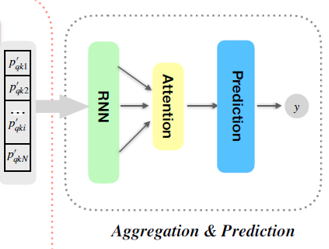 p'qk1
p'qk2
...
p'qki
p'qkN
RNN
Attention
Prediction
y
Aggregation & Prediction